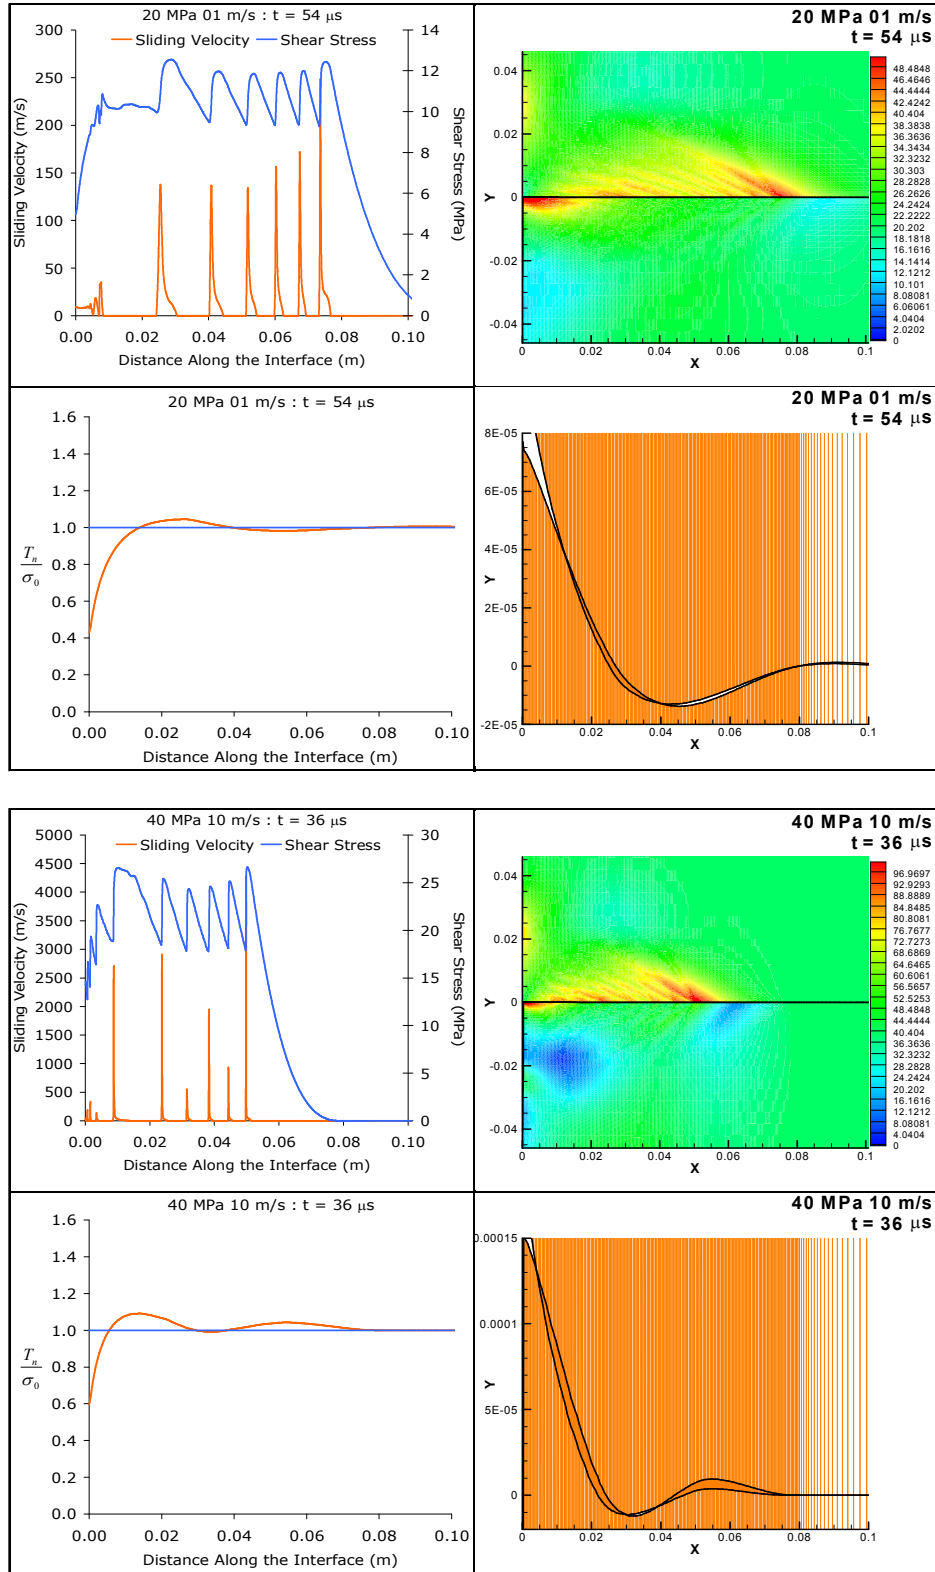 20 MPa 01 m/s : t = 54 μs
Sliding Velocity Shear Stress
300
250
200
150
100
50
0
14
12
10
8
6
4
2
0
Sliding Velocity (m/s)
Shear Stress (MPa)
0.00 0.02 0.04 0.06 0.08 0.10
Distance Along the Interface (m)
20 MPa 01 m/s
t = 54 μs
0.04
0.02
0
-0.02
-0.04
Y
0 0.02 0.04 0.06 0.08 0.1
X
48.4848
46.4646
44.4444
42.4242
40.404
38.3838
36.3636
34.3434
32.3232
30.303
28.2828
26.2626
24.2424
22.2222
20.202
18.1818
16.1616
14.1414
12.1212
10.101
8.08081
6.06061
4.0404
2.0202
0
20 MPa 01 m/s : t = 54 μs
1.6
1.4
1.2
1.0
0.8
0.6
0.4
0.2
0.0
T_n
σ_0
0.00 0.02 0.04 0.06 0.08 0.10
Distance Along the Interface (m)
20 MPa 01 m/s
t = 54 μs
8E-05
6E-05
4E-05
2E-05
0
-2E-05
Y
0 0.02 0.04 0.06 0.08 0.1
X
40 MPa 10 m/s : t = 36 μs
Sliding Velocity Shear Stress
5000
4500
4000
3500
3000
2500
2000
1500
1000
500
0
30
25
20
15
10
5
0
Sliding Velocity (m/s)
Shear Stress (MPa)
0.00 0.02 0.04 0.06 0.08 0.10
Distance Along the Interface (m)
40 MPa 10 m/s
t = 36 μs
0.04
0.02
0
-0.02
-0.04
Y
0 0.02 0.04 0.06 0.08 0.1
X
96.9697
92.9293
88.8889
84.8485
80.8081
76.7677
72.7273
68.6869
64.6465
60.6061
56.5657
52.5253
48.4848
44.4444
40.404
36.3636
32.3232
28.2828
24.2424
20.202
16.1616
12.1212
8.08081
4.0404
0
40 MPa 10 m/s : t = 36 μs
1.6
1.4
1.2
1.0
0.8
0.6
0.4
0.2
0.0
T_n
σ_0
0.00 0.02 0.04 0.06 0.08 0.10
Distance Along the Interface (m)
40 MPa 10 m/s
t = 36 μs
0.00015
0.0001
5E-05
0
Y
0 0.02 0.04 0.06 0.08 0.1
X